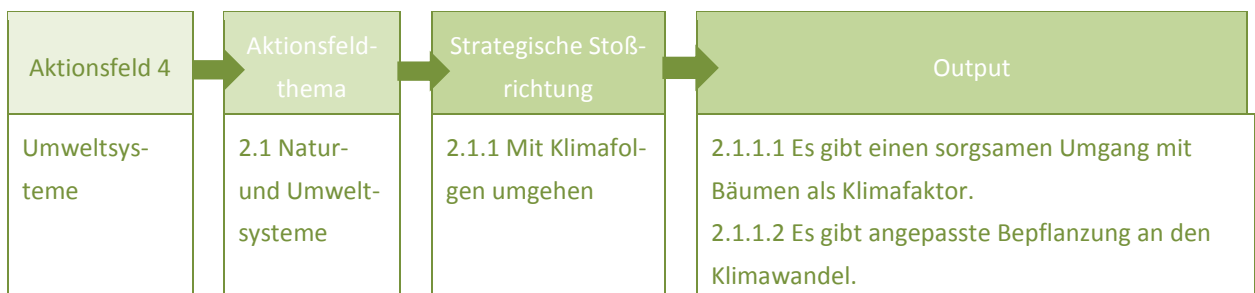 Aktionsfeld 4
Umweltsys-
teme
Aktionsfeld-
thema
2.1 Natur-
und Umwelt-
systeme
Strategische Stoß-
richtung
2.1.1 Mit Klimafol-
gen umgehen
Output
2.1.1.1 Es gibt einen sorgsamen Umgang mit
Bäumen als Klimafaktor.
2.1.1.2 Es gibt angepasste Bepflanzung an den
Klimawandel.